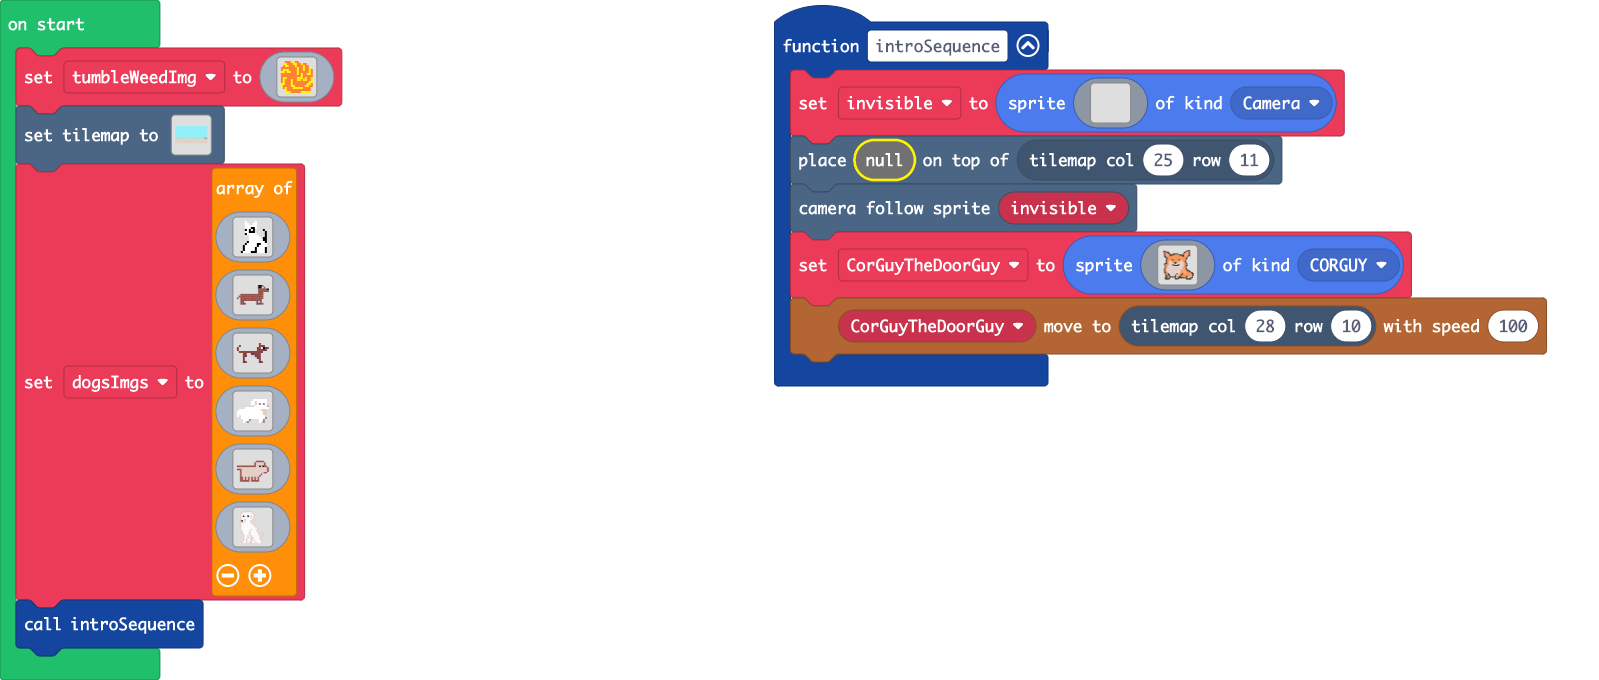 on start
set tumbleWeedImg to
set tilemap to
array of
set dogsImgs to
call introSequence
function introSequence
set invisible to sprite of kind Camera
place null on top of tilemap col 25 row 11
camera follow sprite invisible
set CorGuyTheDoorGuy to sprite of kind CORGUY
CorGuyTheDoorGuy move to tilemap col 28 row 10 with speed 100